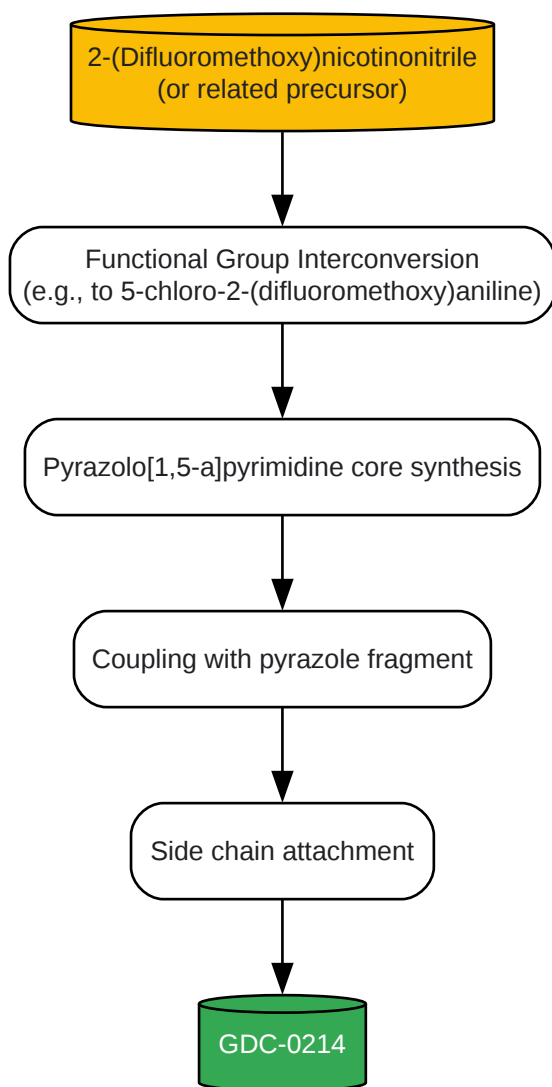 2-(Difluoromethoxy)nicotinonitrile
(or related precursor)
Functional Group Interconversion
(e.g., to 5-chloro-2-(difluoromethoxy)aniline)
Pyrazolo[1,5-a]pyrimidine core synthesis
Coupling with pyrazole fragment
Side chain attachment
GDC-0214